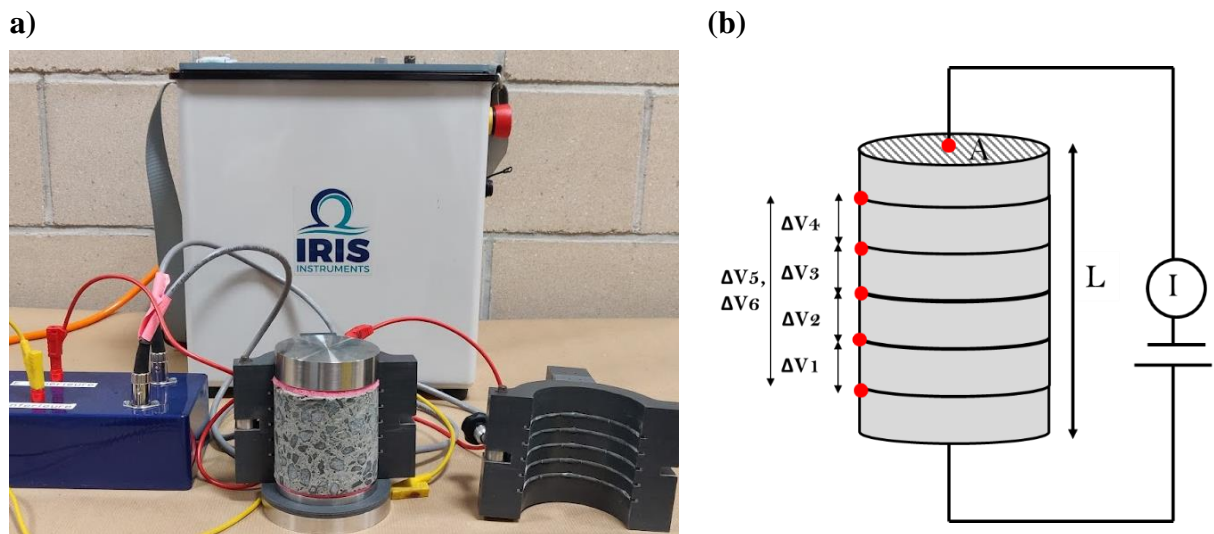 a)
IRIS
INSTRUMENTS
(b)
A
ΔV4
ΔV3
ΔV5,
ΔV6
L
I
ΔV2
ΔV1